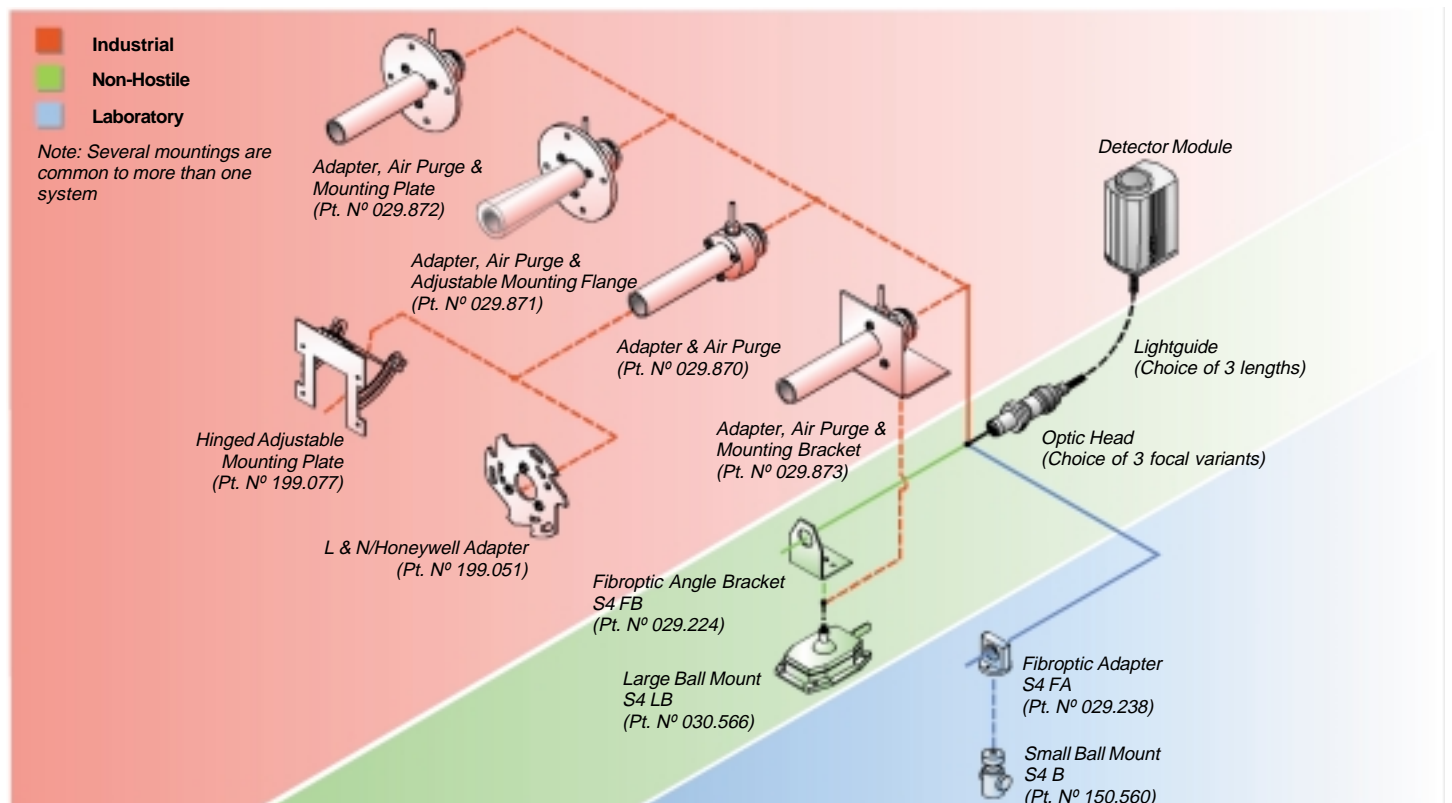 Industrial
Non-Hostile
Laboratory
Note: Several mountings are
common to more than one
system
Adapter, Air Purge &
Mounting Plate
(Pt. Nº 029.872)
Adapter, Air Purge &
Adjustable Mounting Flange
(Pt. Nº 029.871)
Adapter & Air Purge
(Pt. Nº 029.870)
Adapter, Air Purge &
Mounting Bracket
(Pt. Nº 029.873)
Detector Module
Lightguide
(Choice of 3 lengths)
Optic Head
(Choice of 3 focal variants)
Hinged Adjustable
Mounting Plate
(Pt. Nº 199.077)
L & N/Honeywell Adapter
(Pt. Nº 199.051)
Fibroptic Angle Bracket
S4 FB
(Pt. Nº 029.224)
Large Ball Mount
S4 LB
(Pt. Nº 030.566)
Fibroptic Adapter
S4 FA
(Pt. Nº 029.238)
Small Ball Mount
S4 B
(Pt. Nº 150.560)